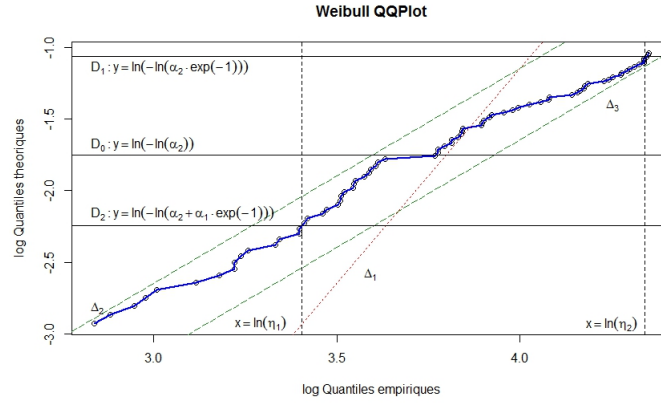 Weibull QQPlot
log Quantiles theoriques
-1.0
-1.5
-2.0
-2.5
-3.0
D₁ : y = ln(−ln(α₂ · exp(−1)))
D₀ : y = ln(−ln(α₂))
D₂ : y = ln(−ln(α₂ + α₁ · exp(−1)))
Δ₃
Δ₁
Δ₂
x = ln(η₁)
x = ln(η₂)
3.0
3.5
4.0
log Quantiles empiriques